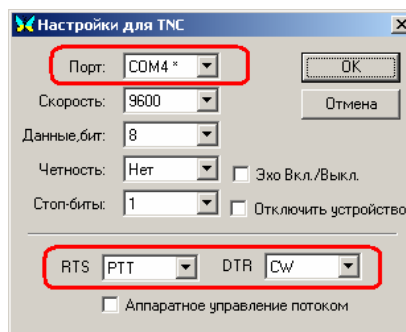 Настройки для TNC
Порт: COM4 * OK
Скорость: 9600 Отмена
Данные,бит: 8
Четность: Нет Эхо Вкл./Выкл.
Стоп-биты: 1 Отключить устройство
RTS PTT DTR CW
Аппаратное управление потоком